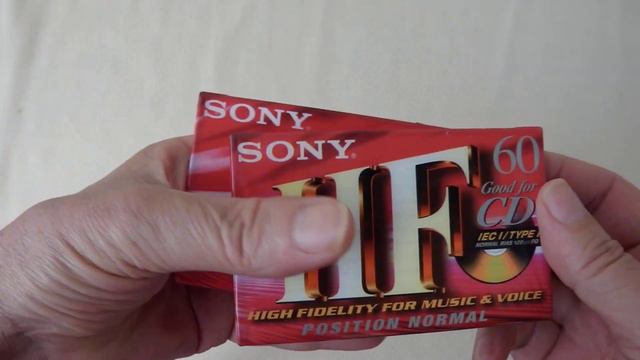 SONY
SONY
60
Good for
CD
IEC I/TYPE I
HF
HIGH FIDELITY FOR MUSIC & VOICE
POSITION NORMAL